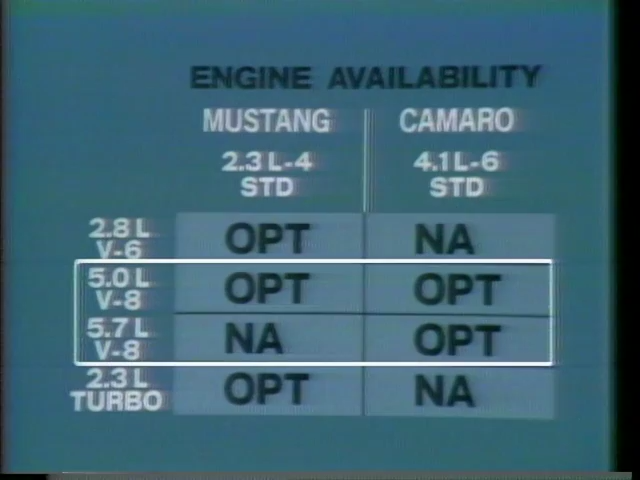 ENGINE AVAILABILITY
MUSTANG CAMARO
2.3 L-4 4.1 L-6
STD STD
2.8 L
V-6 OPT NA
5.0 L
V-8 OPT OPT
5.7 L
V-8 NA OPT
2.3 L
TURBO OPT NA